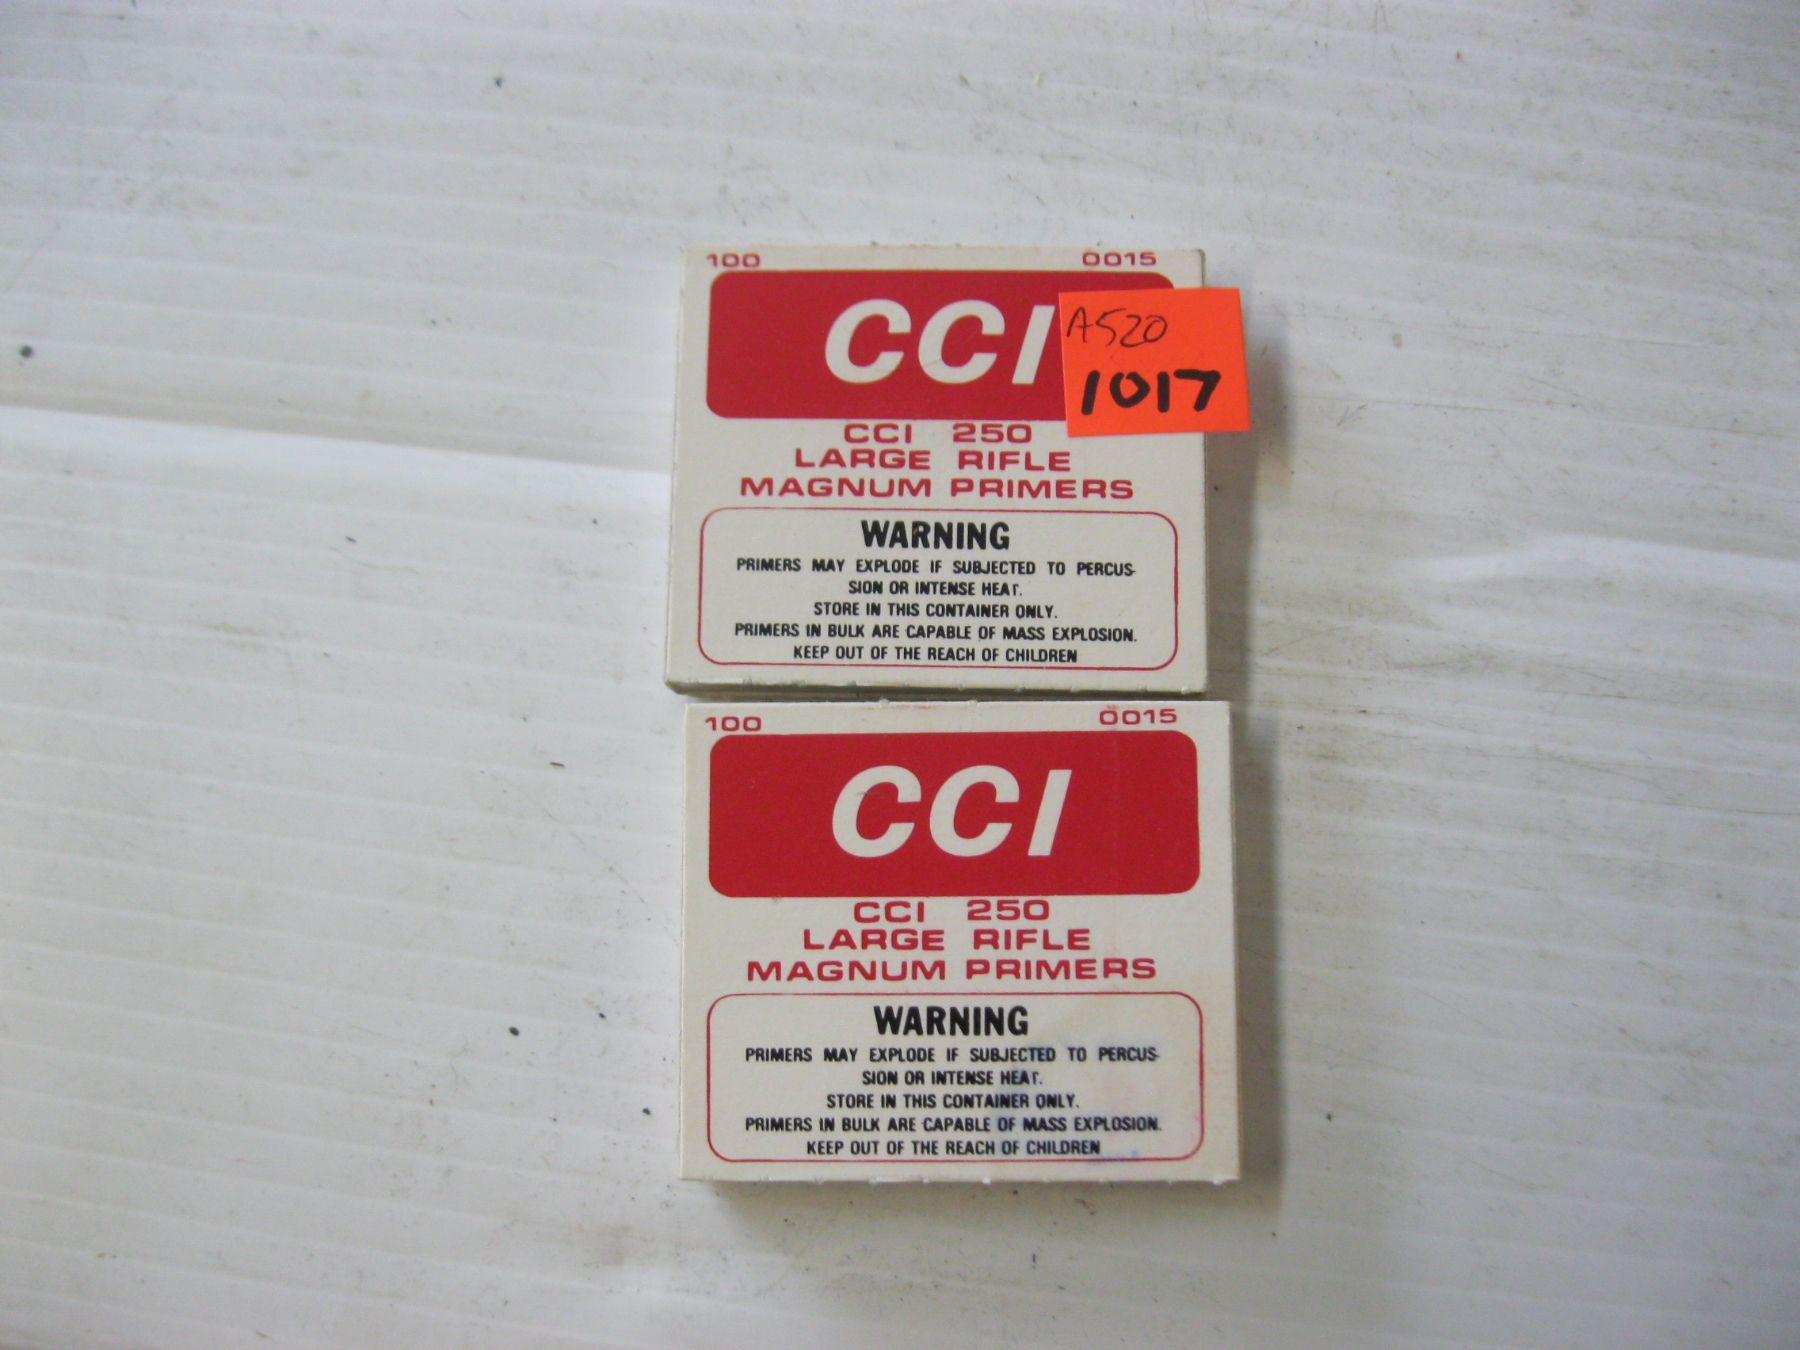 100 0015
CCI
A520
1017
CCI 250
LARGE RIFLE
MAGNUM PRIMERS
WARNING
PRIMERS MAY EXPLODE IF SUBJECTED TO PERCUS-
SION OR INTENSE HEAT.
STORE IN THIS CONTAINER ONLY.
PRIMERS IN BULK ARE CAPABLE OF MASS EXPLOSION.
KEEP OUT OF THE REACH OF CHILDREN
100 0015
CCI
CCI 250
LARGE RIFLE
MAGNUM PRIMERS
WARNING
PRIMERS MAY EXPLODE IF SUBJECTED TO PERCUS-
SION OR INTENSE HEAT.
STORE IN THIS CONTAINER ONLY.
PRIMERS IN BULK ARE CAPABLE OF MASS EXPLOSION.
KEEP OUT OF THE REACH OF CHILDREN